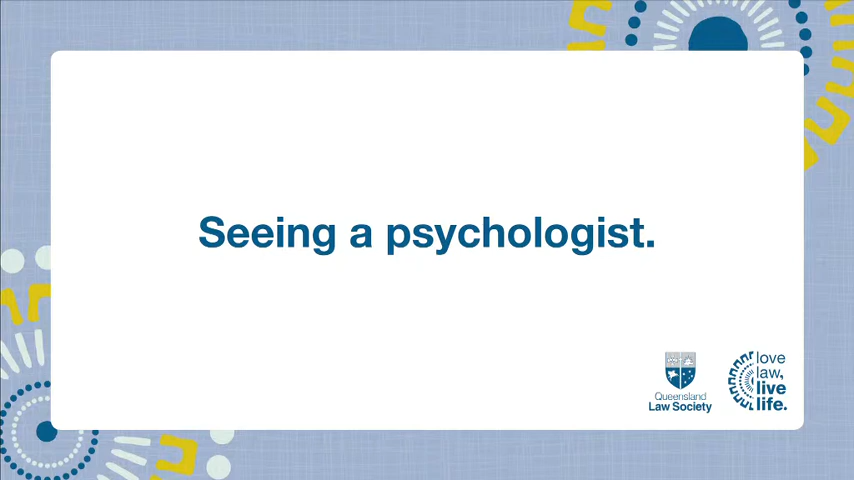 Seeing a psychologist.
Queensland
Law Society
love
law,
live
life.